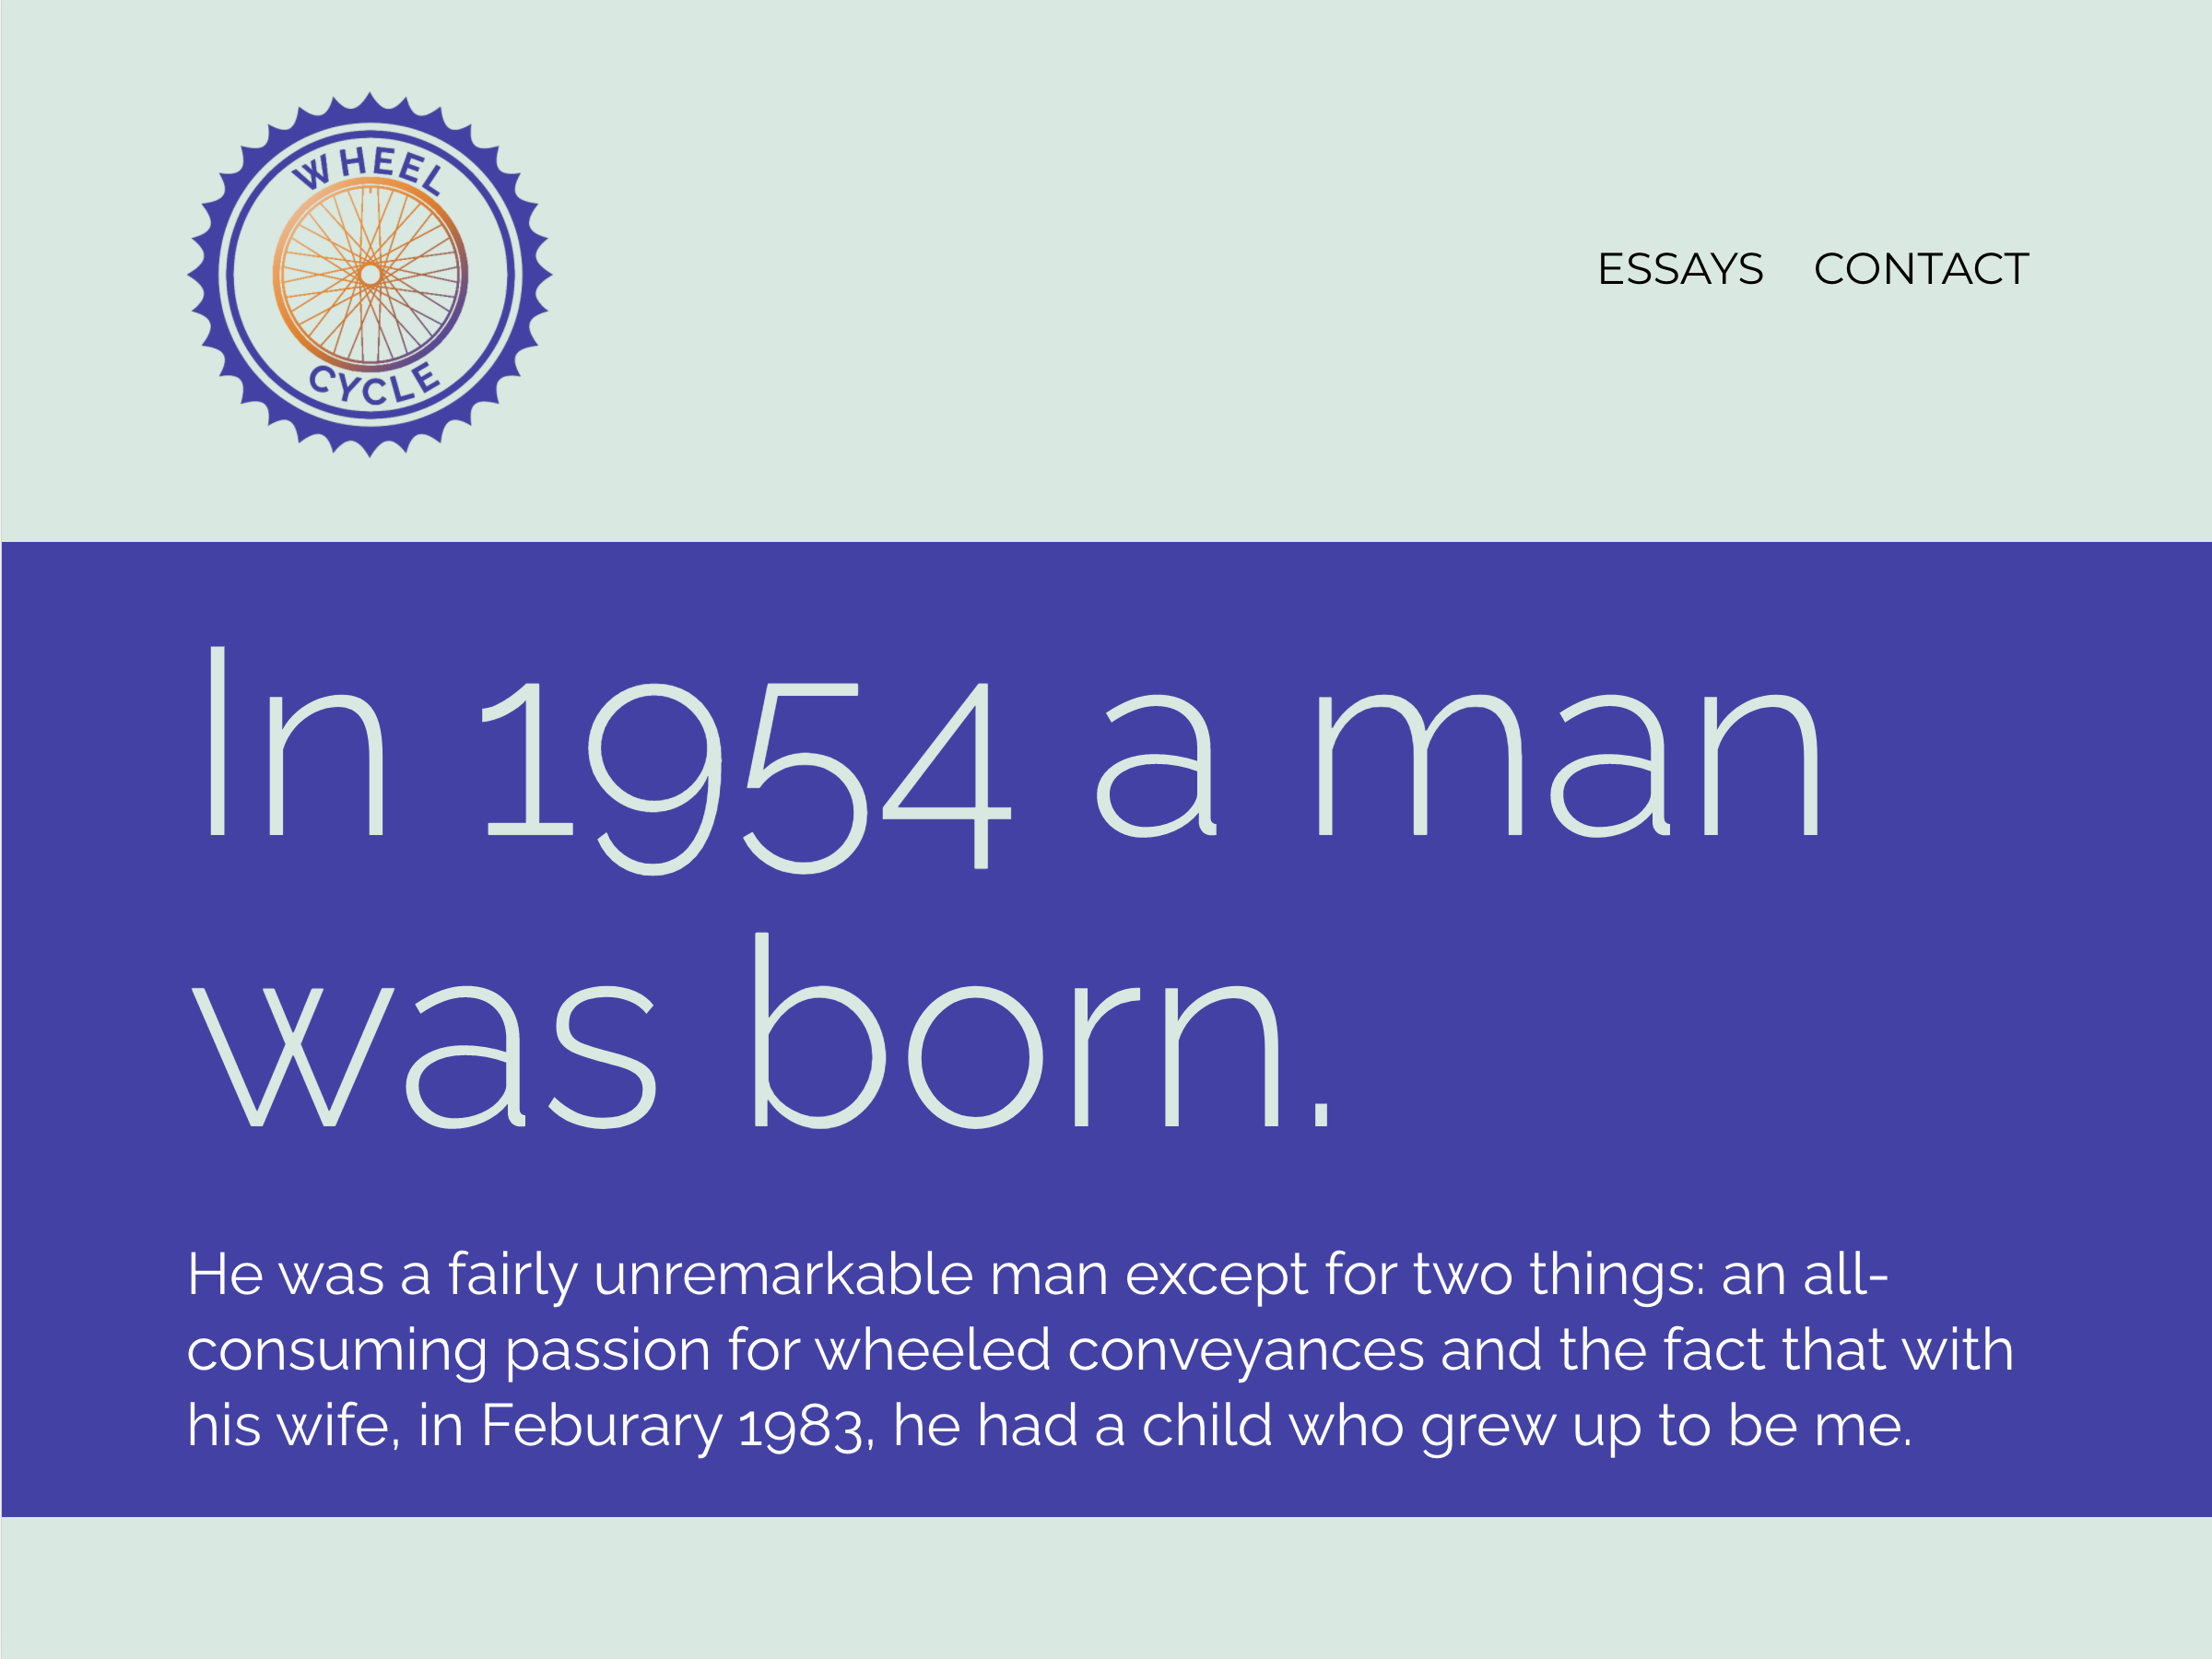 WHEEL
CYCLE
ESSAYS CONTACT
In 1954 a man
was born.
He was a fairly unremarkable man except for two things: an all-
consuming passion for wheeled conveyances and the fact that with
his wife, in Feburary 1983, he had a child who grew up to be me.